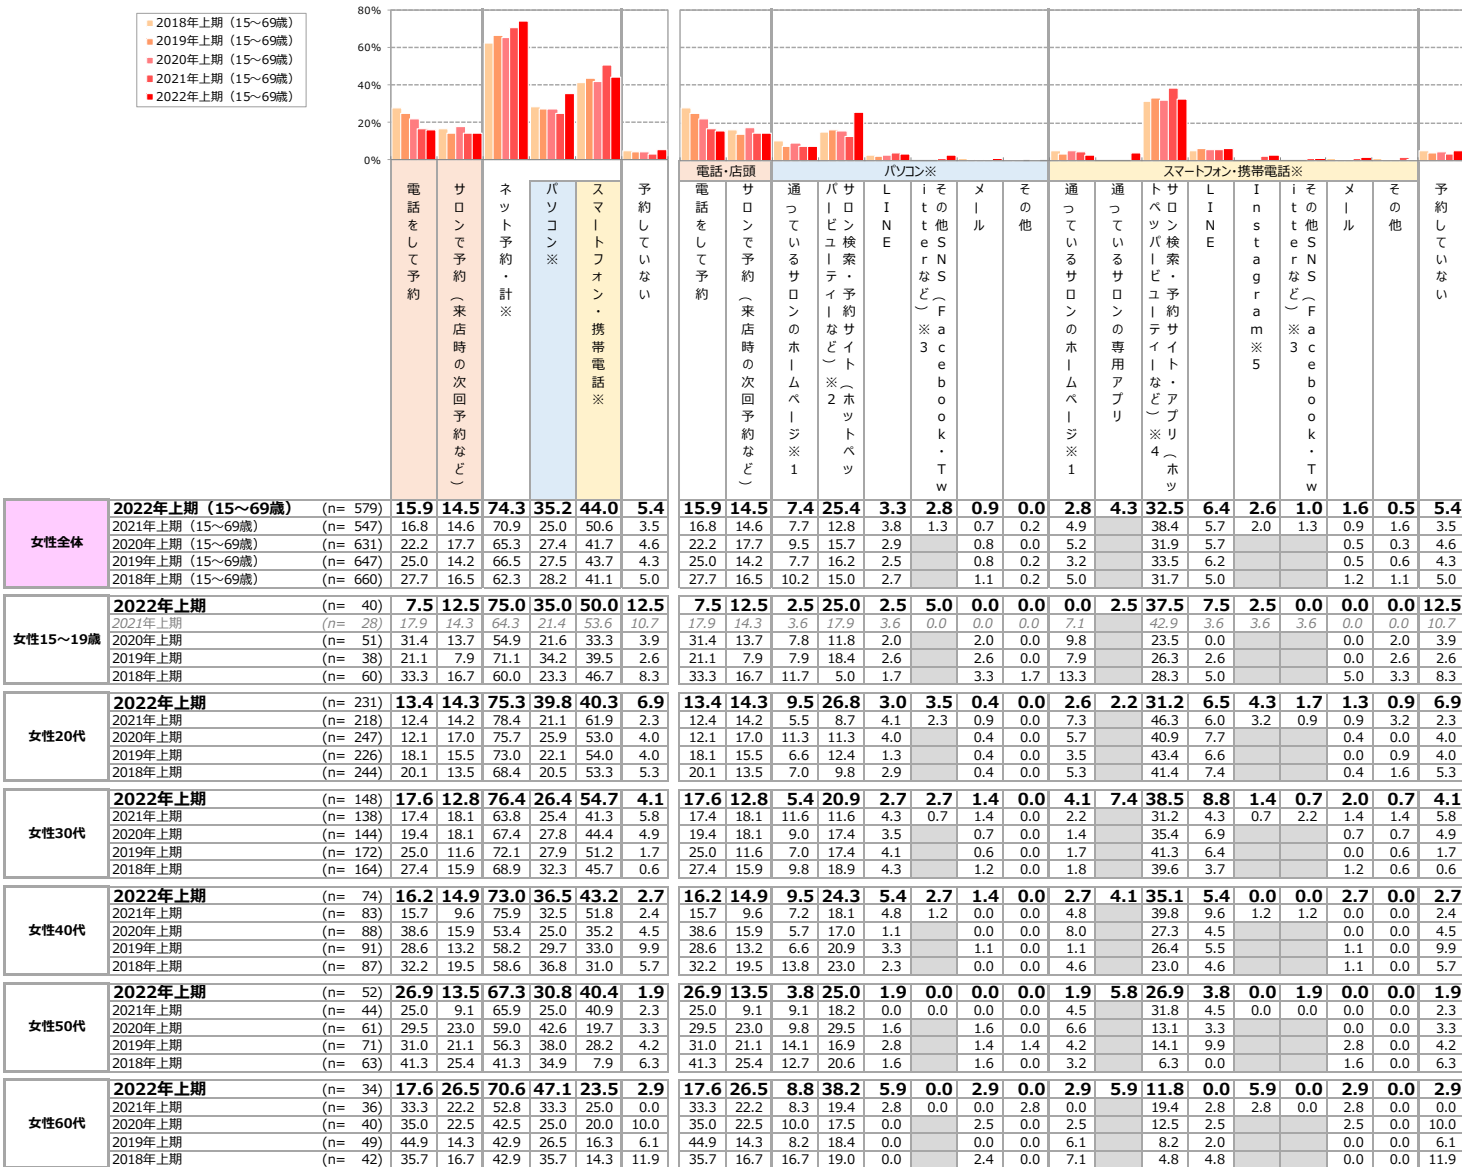 2018年上期（15～69歳）
2019年上期（15～69歳）
2020年上期（15～69歳）
2021年上期（15～69歳）
2022年上期（15～69歳）
80%
60%
40%
20%
0%
電話・店頭
パソコン※
スマートフォン・携帯電話※
電話をして予約
サロンで予約（来店時の次回予約など）
ネット予約・計※
パソコン※
スマートフォン・携帯電話※
予約していない
電話をして予約
サロンで予約（来店時の次回予約など）
通っているサロンのホームページ※1
サロン検索・予約サイト（ホットペッ
パービューティーなど）※2
LINE
その他SNS（Facebook・Tw
itterなど）※3
メール
その他
通っているサロンのホームページ※1
通っているサロンの専用アプリ
サロン検索・予約サイト・アプリ（ホッ
トペッパービューティーなど）※4
LINE
Instagram※5
その他SNS（Facebook・Tw
itterなど）※3
メール
その他
予約していない
女性全体
2022年上期（15～69歳） (n= 579) 15.9 14.5 74.3 35.2 44.0 5.4 15.9 14.5 7.4 25.4 3.3 2.8 0.9 0.0 2.8 4.3 32.5 6.4 2.6 1.0 1.6 0.5 5.4
2021年上期（15～69歳） (n= 547) 16.8 14.6 70.9 25.0 50.6 3.5 16.8 14.6 7.7 12.8 3.8 1.3 0.7 0.2 4.9 38.4 5.7 2.0 1.3 0.9 1.6 3.5
2020年上期（15～69歳） (n= 631) 22.2 17.7 65.3 27.4 41.7 4.6 22.2 17.7 9.5 15.7 2.9 0.8 0.0 5.2 31.9 5.7 0.5 0.3 4.6
2019年上期（15～69歳） (n= 647) 25.0 14.2 66.5 27.5 43.7 4.3 25.0 14.2 7.7 16.2 2.5 0.8 0.2 3.2 33.5 6.2 0.5 0.6 4.3
2018年上期（15～69歳） (n= 660) 27.7 16.5 62.3 28.2 41.1 5.0 27.7 16.5 10.2 15.0 2.7 1.1 0.2 5.0 31.7 5.0 1.2 1.1 5.0
女性15～19歳
2022年上期 (n= 40) 7.5 12.5 75.0 35.0 50.0 12.5 7.5 12.5 2.5 25.0 2.5 5.0 0.0 0.0 0.0 2.5 37.5 7.5 2.5 0.0 0.0 0.0 12.5
2021年上期 (n= 28) 17.9 14.3 64.3 21.4 53.6 10.7 17.9 14.3 3.6 17.9 3.6 0.0 0.0 0.0 7.1 42.9 3.6 3.6 3.6 0.0 0.0 10.7
2020年上期 (n= 51) 31.4 13.7 54.9 21.6 33.3 3.9 31.4 13.7 7.8 11.8 2.0 2.0 0.0 9.8 23.5 0.0 0.0 2.0 3.9
2019年上期 (n= 38) 21.1 7.9 71.1 34.2 39.5 2.6 21.1 7.9 7.9 18.4 2.6 2.6 0.0 7.9 26.3 2.6 0.0 2.6 2.6
2018年上期 (n= 60) 33.3 16.7 60.0 23.3 46.7 8.3 33.3 16.7 11.7 5.0 1.7 3.3 1.7 13.3 28.3 5.0 5.0 3.3 8.3
女性20代
2022年上期 (n= 231) 13.4 14.3 75.3 39.8 40.3 6.9 13.4 14.3 9.5 26.8 3.0 3.5 0.4 0.0 2.6 2.2 31.2 6.5 4.3 1.7 1.3 0.9 6.9
2021年上期 (n= 218) 12.4 14.2 78.4 21.1 61.9 2.3 12.4 14.2 5.5 8.7 4.1 2.3 0.9 0.0 7.3 46.3 6.0 3.2 0.9 0.9 3.2 2.3
2020年上期 (n= 247) 12.1 17.0 75.7 25.9 53.0 4.0 12.1 17.0 11.3 11.3 4.0 0.4 0.0 5.7 40.9 7.7 0.4 0.0 4.0
2019年上期 (n= 226) 18.1 15.5 73.0 22.1 54.0 4.0 18.1 15.5 6.6 12.4 1.3 0.4 0.0 3.5 43.4 6.6 0.0 0.9 4.0
2018年上期 (n= 244) 20.1 13.5 68.4 20.5 53.3 5.3 20.1 13.5 7.0 9.8 2.9 0.4 0.0 5.3 41.4 7.4 0.4 1.6 5.3
女性30代
2022年上期 (n= 148) 17.6 12.8 76.4 26.4 54.7 4.1 17.6 12.8 5.4 20.9 2.7 2.7 1.4 0.0 4.1 7.4 38.5 8.8 1.4 0.7 2.0 0.7 4.1
2021年上期 (n= 138) 17.4 18.1 63.8 25.4 41.3 5.8 17.4 18.1 11.6 11.6 4.3 0.7 1.4 0.0 2.2 31.2 4.3 0.7 2.2 1.4 1.4 5.8
2020年上期 (n= 144) 19.4 18.1 67.4 27.8 44.4 4.9 19.4 18.1 9.0 17.4 3.5 0.7 0.0 1.4 35.4 6.9 0.7 0.7 4.9
2019年上期 (n= 172) 25.0 11.6 72.1 27.9 51.2 1.7 25.0 11.6 7.0 17.4 4.1 0.6 0.0 1.7 41.3 6.4 0.0 0.6 1.7
2018年上期 (n= 164) 27.4 15.9 68.9 32.3 45.7 0.6 27.4 15.9 9.8 18.9 4.3 1.2 0.0 1.8 39.6 3.7 1.2 0.6 0.6
女性40代
2022年上期 (n= 74) 16.2 14.9 73.0 36.5 43.2 2.7 16.2 14.9 9.5 24.3 5.4 2.7 1.4 0.0 2.7 4.1 35.1 5.4 0.0 0.0 2.7 0.0 2.7
2021年上期 (n= 83) 15.7 9.6 75.9 32.5 51.8 2.4 15.7 9.6 7.2 18.1 4.8 1.2 0.0 0.0 4.8 39.8 9.6 1.2 1.2 0.0 0.0 2.4
2020年上期 (n= 88) 38.6 15.9 53.4 25.0 35.2 4.5 38.6 15.9 5.7 17.0 1.1 0.0 0.0 8.0 27.3 4.5 0.0 0.0 4.5
2019年上期 (n= 91) 28.6 13.2 58.2 29.7 33.0 9.9 28.6 13.2 6.6 20.9 3.3 1.1 0.0 1.1 26.4 5.5 1.1 0.0 9.9
2018年上期 (n= 87) 32.2 19.5 58.6 36.8 31.0 5.7 32.2 19.5 13.8 23.0 2.3 0.0 0.0 4.6 23.0 4.6 1.1 0.0 5.7
女性50代
2022年上期 (n= 52) 26.9 13.5 67.3 30.8 40.4 1.9 26.9 13.5 3.8 25.0 1.9 0.0 0.0 0.0 1.9 5.8 26.9 3.8 0.0 1.9 0.0 0.0 1.9
2021年上期 (n= 44) 25.0 9.1 65.9 25.0 40.9 2.3 25.0 9.1 9.1 18.2 0.0 0.0 0.0 0.0 4.5 31.8 4.5 0.0 0.0 0.0 0.0 2.3
2020年上期 (n= 61) 29.5 23.0 59.0 42.6 19.7 3.3 29.5 23.0 9.8 29.5 1.6 1.6 0.0 6.6 13.1 3.3 0.0 0.0 3.3
2019年上期 (n= 71) 31.0 21.1 56.3 38.0 28.2 4.2 31.0 21.1 14.1 16.9 2.8 1.4 1.4 4.2 14.1 9.9 2.8 0.0 4.2
2018年上期 (n= 63) 41.3 25.4 41.3 34.9 7.9 6.3 41.3 25.4 12.7 20.6 1.6 1.6 0.0 3.2 6.3 0.0 1.6 0.0 6.3
女性60代
2022年上期 (n= 34) 17.6 26.5 70.6 47.1 23.5 2.9 17.6 26.5 8.8 38.2 5.9 0.0 2.9 0.0 2.9 5.9 11.8 0.0 5.9 0.0 2.9 0.0 2.9
2021年上期 (n= 36) 33.3 22.2 52.8 33.3 25.0 0.0 33.3 22.2 8.3 19.4 2.8 0.0 0.0 2.8 0.0 19.4 2.8 2.8 0.0 2.8 0.0 0.0
2020年上期 (n= 40) 35.0 22.5 42.5 25.0 20.0 10.0 35.0 22.5 10.0 17.5 0.0 2.5 0.0 2.5 12.5 2.5 2.5 0.0 10.0
2019年上期 (n= 49) 44.9 14.3 42.9 26.5 16.3 6.1 44.9 14.3 8.2 18.4 0.0 0.0 0.0 6.1 8.2 2.0 0.0 0.0 6.1
2018年上期 (n= 42) 35.7 16.7 42.9 35.7 14.3 11.9 35.7 16.7 16.7 19.0 0.0 2.4 0.0 7.1 4.8 4.8 0.0 0.0 11.9